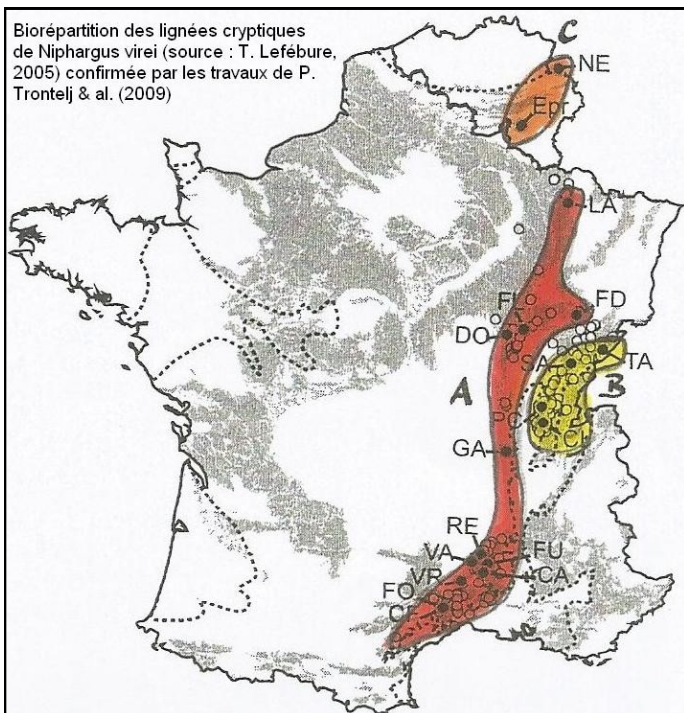 Biorépartition des lignées cryptiques
de Niphargus virei (source : T. Lefébure,
2005) confirmée par les travaux de P.
Trontelj & al. (2009)
C
NE
Epr
LA
FD
DO
SA
TA
A
B
PC
GA
RE
VA
FU
VR
CA
FO